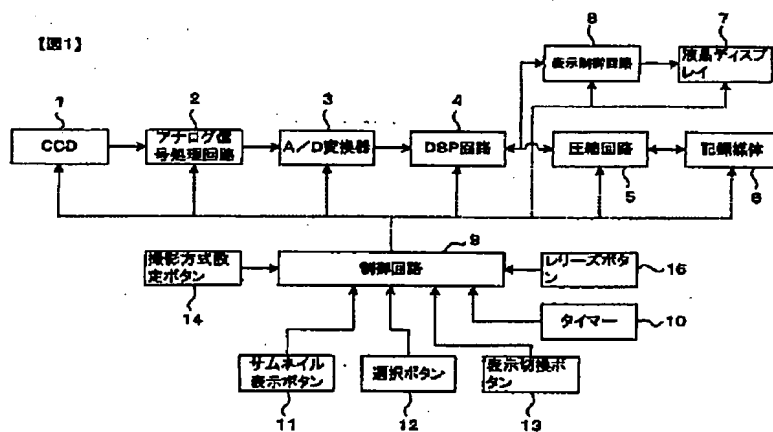 【図1】
8
7
表示制御回路
液晶ディスプ
レイ
1
2
3
4
CCD
アナログ信
号処理回路
A/D変換器
DSP回路
圧縮回路
記録媒体
5
6
9
撮影方式設
定ボタン
制御回路
レリーズボタ
ン
16
14
タイマー
10
サムネイル
表示ボタン
選択ボタン
表示切換ボ
タン
11
12
13